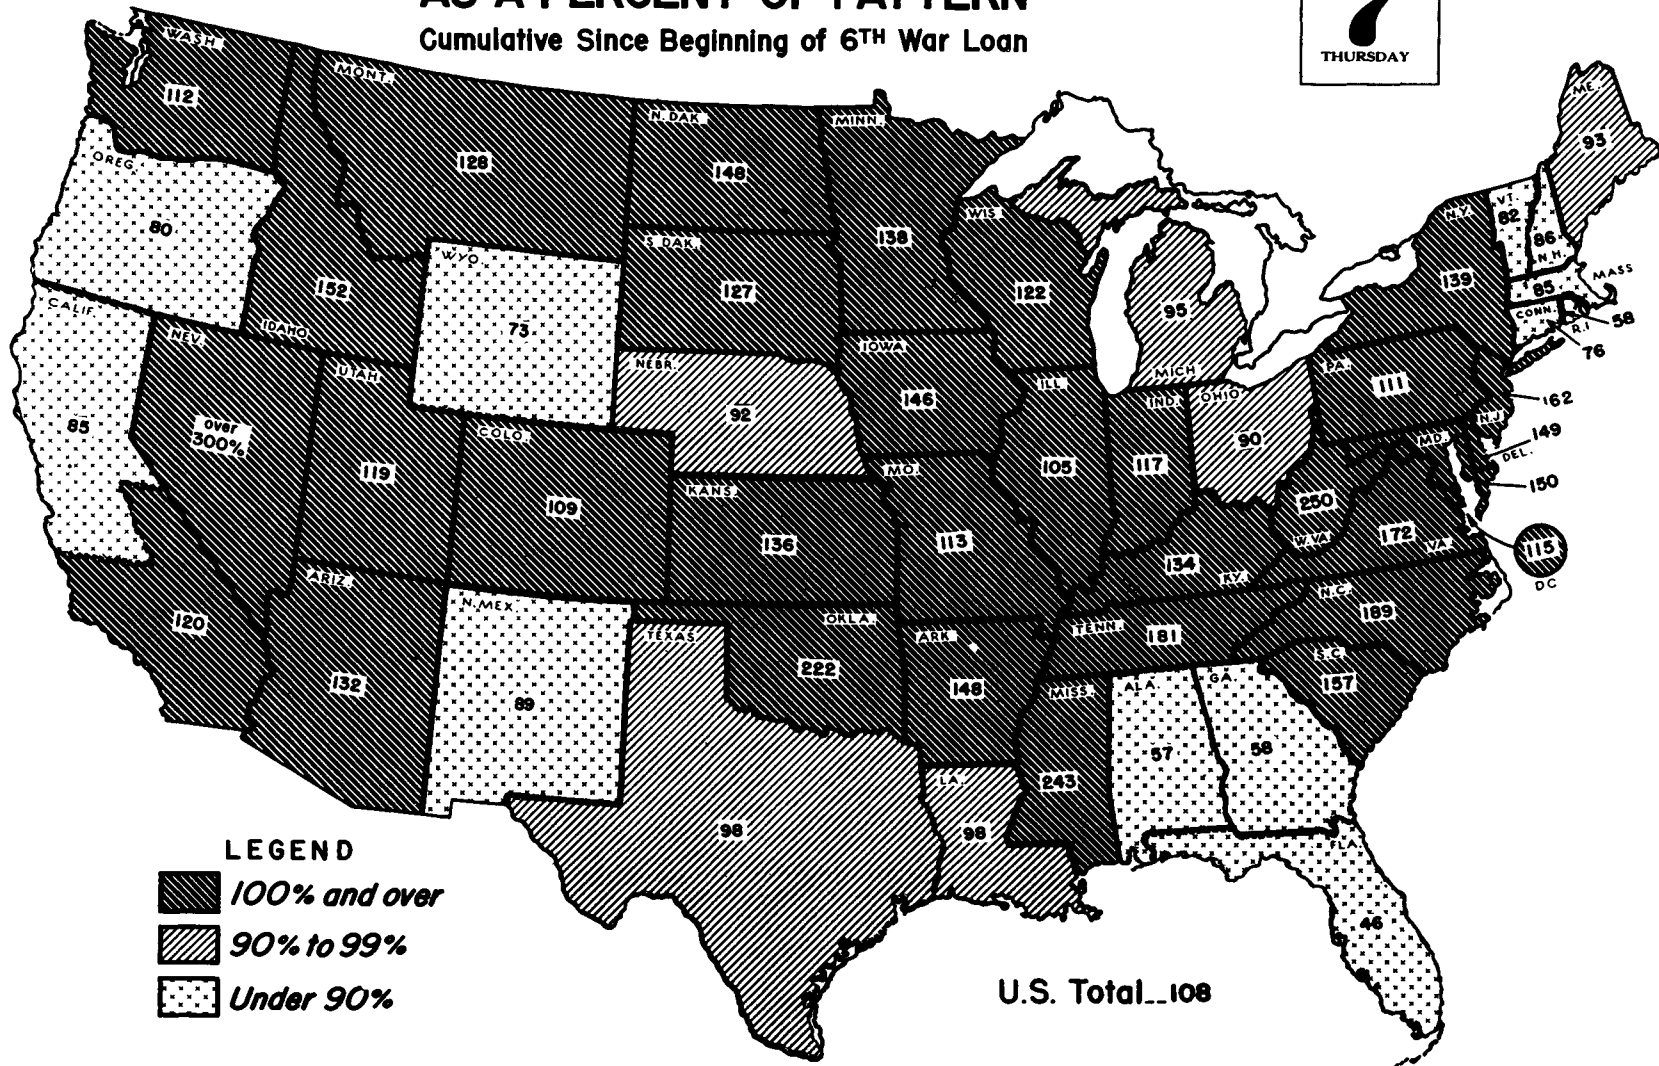 AS A PERCENT OF PATTERN
Cumulative Since Beginning of 6TH War Loan
7
THURSDAY
WASH.
112
MONT.
128
N. DAK.
148
MINN.
138
ME.
93
OREG.
80
IDAHO
152
WYO.
73
S. DAK.
127
WIS.
122
MICH.
95
N.Y.
139
VT.
82
86
N.H.
MASS
85
CONN.
R.I.
58
76
CALIF.
85
120
NEV.
over
300%
UTAH
119
COLO.
109
NEBR.
92
IOWA
146
ILL.
105
IND.
117
OHIO
90
PA.
111
162
N.J.
149
DEL.
MD.
150
115
DC
KANS.
136
MO.
113
KY.
134
W.VA.
250
VA.
172
ARIZ.
132
N. MEX.
89
TEXAS
98
OKLA.
222
ARK.
148
TENN.
181
N.C.
189
S.C.
157
MISS.
243
ALA.
57
GA.
58
LA.
98
FLA.
46
LEGEND
100% and over
90% to 99%
Under 90%
U.S. Total__108